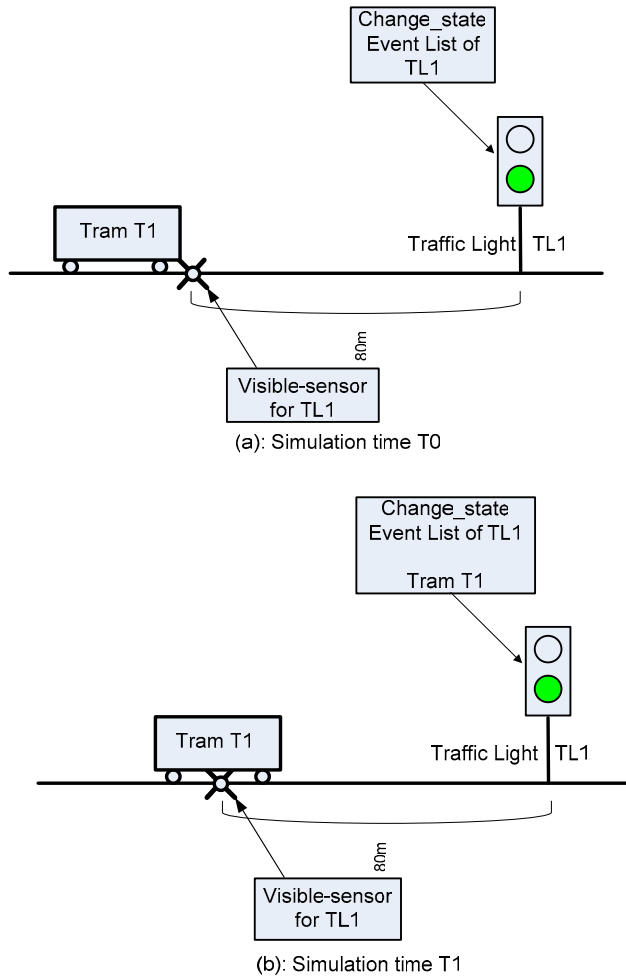 Change_state
Event List of
TL1
Tram T1
Traffic Light TL1
80m
Visible-sensor
for TL1
(a): Simulation time T0
Change_state
Event List of TL1
Tram T1
Tram T1
Traffic Light TL1
80m
Visible-sensor
for TL1
(b): Simulation time T1